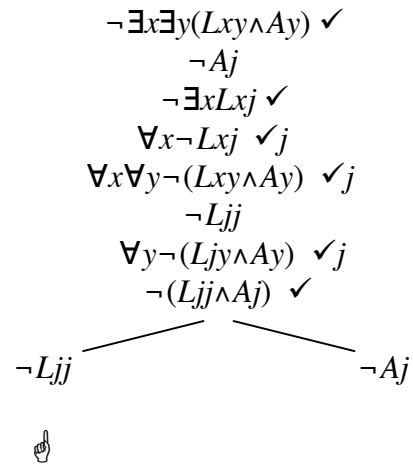 ¬∃x∃y(Lxy∧Ay) ✓
¬Aj
¬∃xLxj ✓
∀x¬Lxj ✓j
∀x∀y¬(Lxy∧Ay) ✓j
¬Ljj
∀y¬(Ljy∧Ay) ✓j
¬(Ljj∧Aj) ✓
¬Ljj ¬Aj
☝